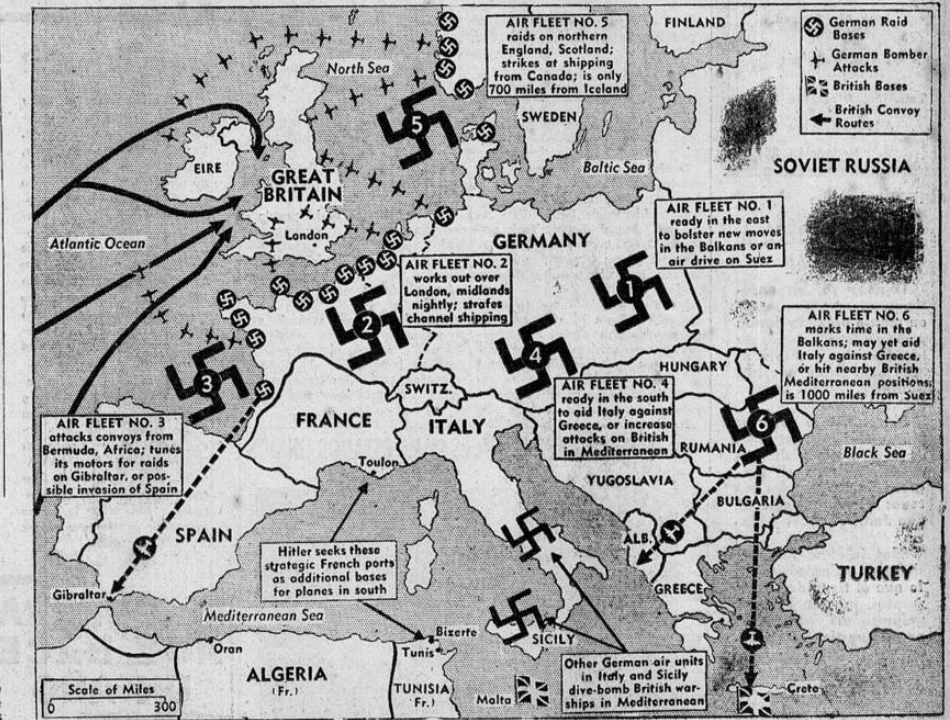 AIR FLEET NO. 5
raids on northern
England, Scotland;
strikes at shipping
from Canada; is only
700 miles from Iceland
FINLAND
German Raid
Bases
German Bomber
Attacks
British Bases
British Convoy
Routes
North Sea
5
SWEDEN
SOVIET RUSSIA
EIRE
GREAT
BRITAIN
London
Baltic Sea
Atlantic Ocean
GERMANY
AIR FLEET NO. 1
ready in the east
to bolster new moves
in the Balkans or an
air drive on Suez
1
AIR FLEET NO. 2
works out over
London, midlands
nightly; strafes
channel shipping
2
3
4
AIR FLEET NO. 6
marks time in the
Balkans; may yet aid
Italy against Greece,
or hit nearby British
Mediterranean positions;
is 1000 miles from Suez
HUNGARY
SWITZ.
AIR FLEET NO. 4
ready in the south
to aid Italy against
Greece, or increase
attacks on British
in Mediterranean
6
RUMANIA
Black Sea
AIR FLEET NO. 3
attacks convoys from
Bermuda, Africa; tunes
its motors for raids
on Gibraltar, or pos-
sible invasion of Spain
FRANCE
ITALY
Toulon
YUGOSLAVIA
BULGARIA
SPAIN
ALB.
Hitler seeks these
strategic French ports
as additional bases
for planes in south
GREECE
TURKEY
Gibraltar
Mediterranean Sea
Oran
Bizerte
Tunis
SICILY
ALGERIA
(Fr.)
TUNISIA
(Fr.)
Malta
Other German air units
in Italy and Sicily
dive-bomb British war-
ships in Mediterranean
Crete
Scale of Miles
0 300